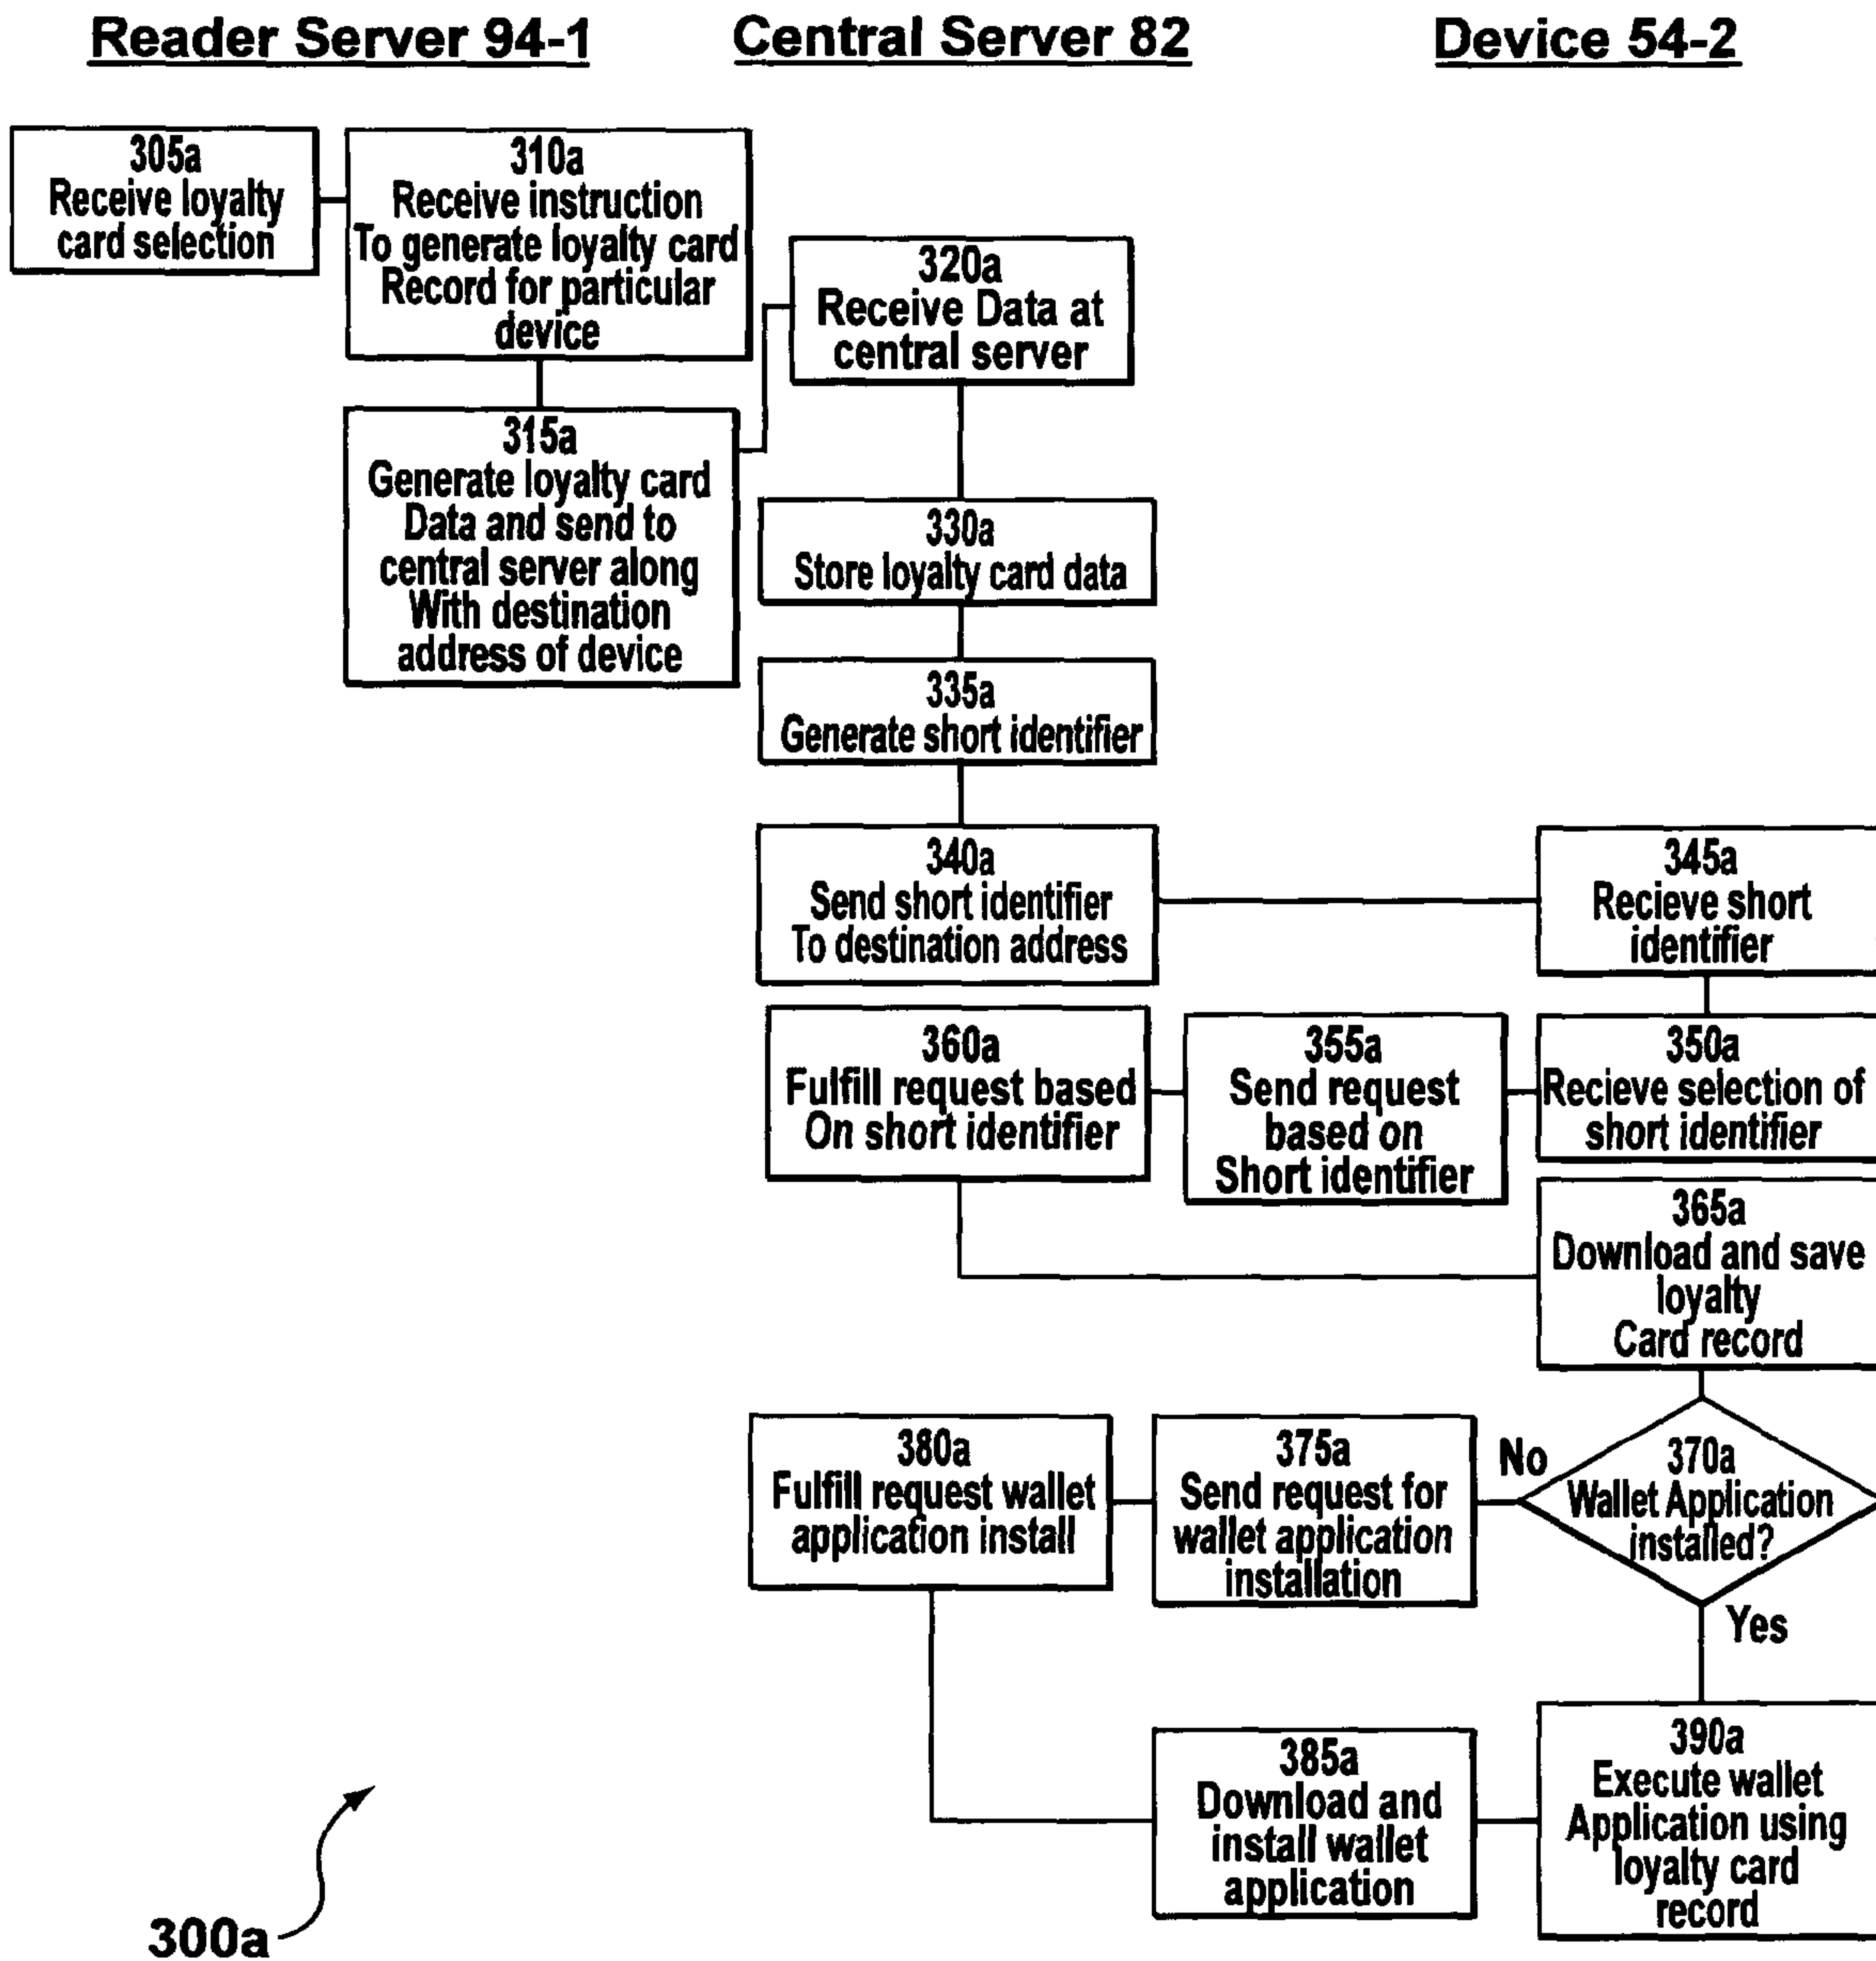 Reader Server 94-1
Central Server 82
Device 54-2
305a
Receive loyalty
card selection
310a
Receive instruction
To generate loyalty card
Record for particular
device
315a
Generate loyalty card
Data and send to
central server along
With destination
address of device
320a
Receive Data at
central server
330a
Store loyalty card data
335a
Generate short identifier
340a
Send short identifier
To destination address
345a
Recieve short
identifier
350a
Recieve selection of
short identifier
355a
Send request
based on
Short identifier
360a
Fulfill request based
On short identifier
365a
Download and save
loyalty
Card record
370a
Wallet Application
installed?
No
Yes
375a
Send request for
wallet application
installation
380a
Fulfill request wallet
application install
385a
Download and
install wallet
application
390a
Execute wallet
Application using
loyalty card
record
300a